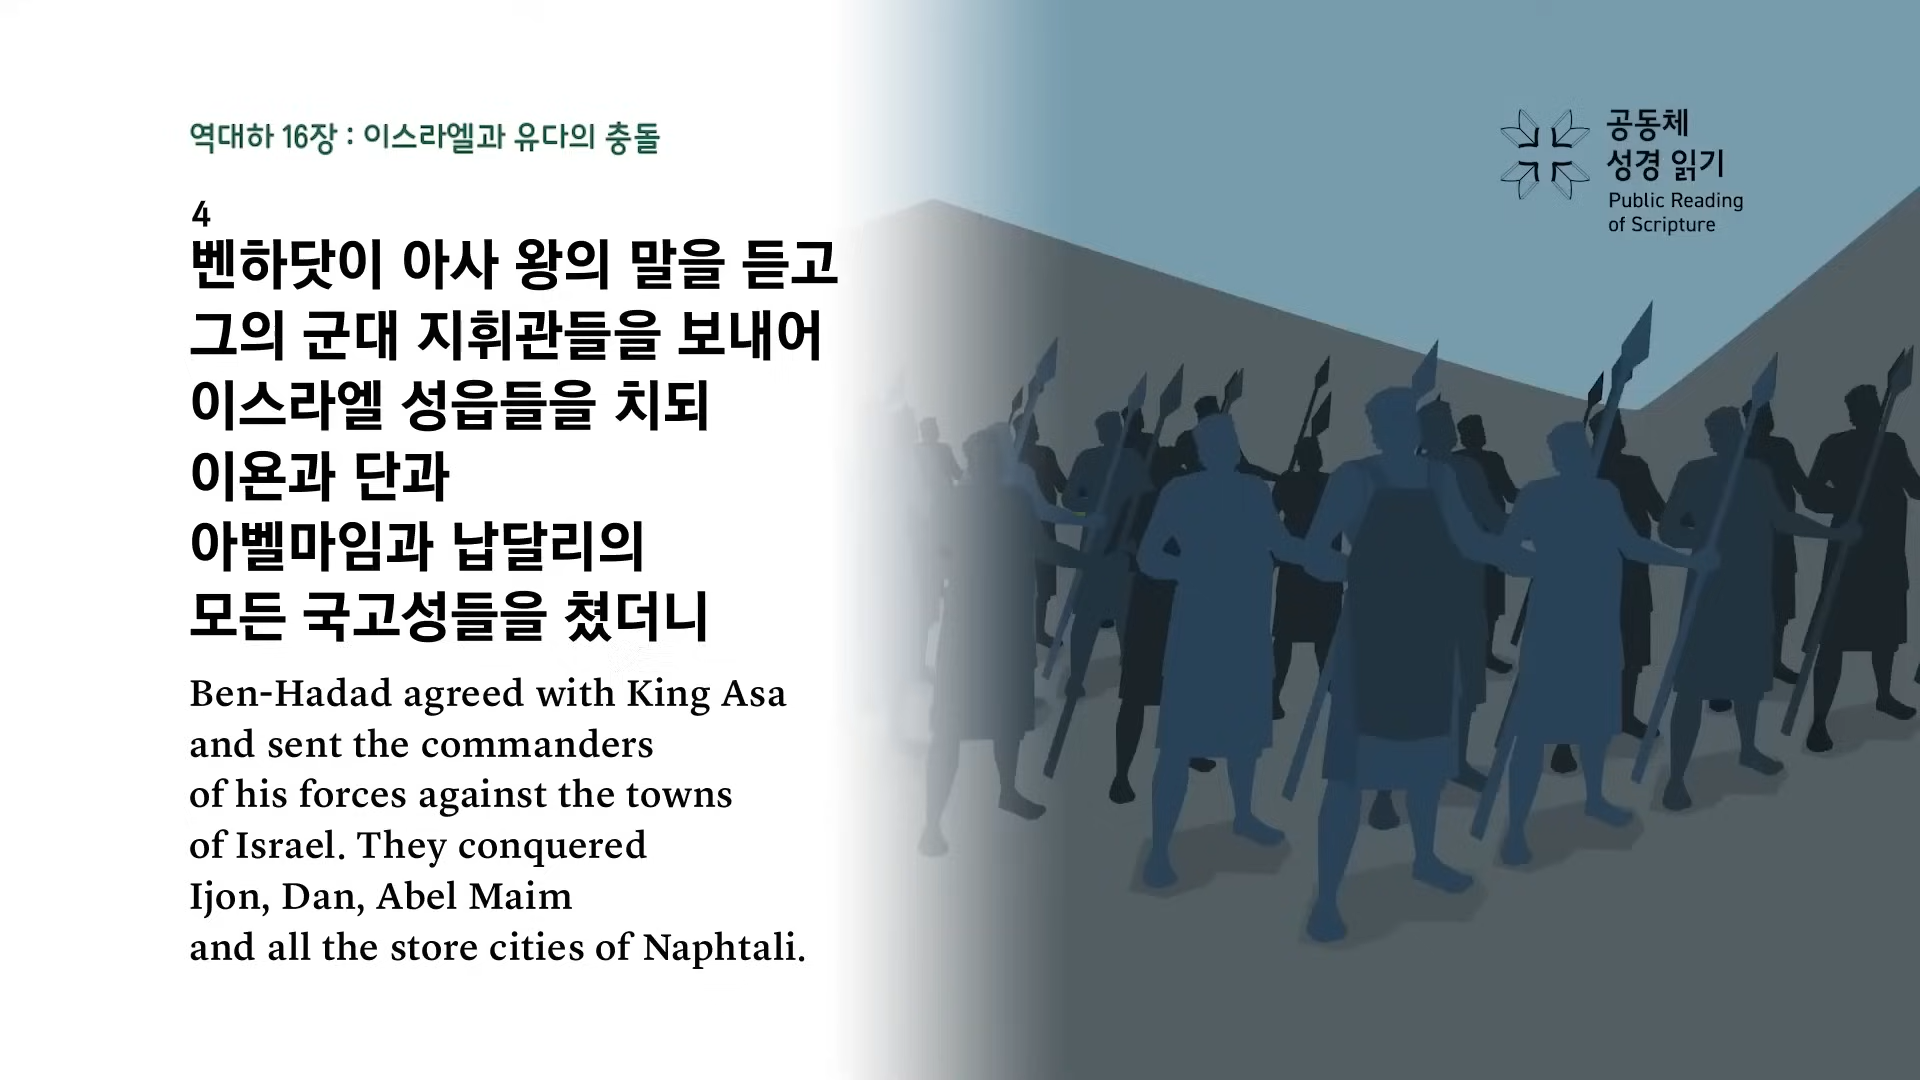 역대하 16장 : 이스라엘과 유다의 충돌
4
벤하닷이 아사 왕의 말을 듣고
그의 군대 지휘관들을 보내어
이스라엘 성읍들을 치되
이욘과 단과
아벨마임과 납달리의
모든 국고성들을 쳤더니
Ben-Hadad agreed with King Asa
and sent the commanders
of his forces against the towns
of Israel. They conquered
Ijon, Dan, Abel Maim
and all the store cities of Naphtali.
공동체
성경 읽기
Public Reading
of Scripture